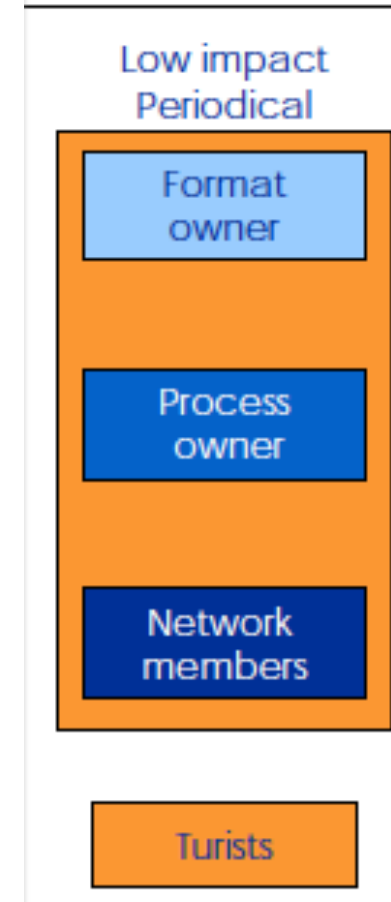 Low impact
Periodical
Format
owner
Process
owner
Network
members
Turists